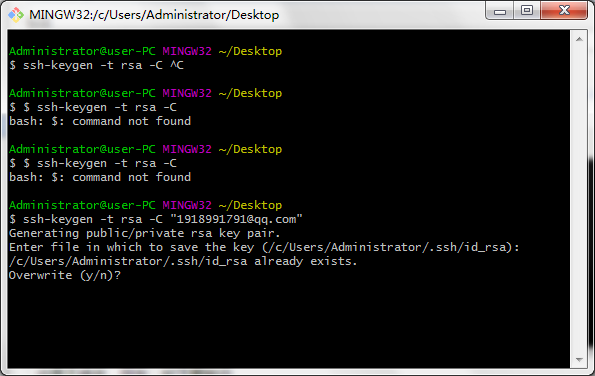 MINGW32:/c/Users/Administrator/Desktop
Administrator@user-PC MINGW32 ~/Desktop
$ ssh-keygen -t rsa -C ^C
Administrator@user-PC MINGW32 ~/Desktop
$ $ ssh-keygen -t rsa -C
bash: $: command not found
Administrator@user-PC MINGW32 ~/Desktop
$ $ ssh-keygen -t rsa -C
bash: $: command not found
Administrator@user-PC MINGW32 ~/Desktop
$ ssh-keygen -t rsa -C "1918991791@qq.com"
Generating public/private rsa key pair.
Enter file in which to save the key (/c/Users/Administrator/.ssh/id_rsa):
/c/Users/Administrator/.ssh/id_rsa already exists.
Overwrite (y/n)?